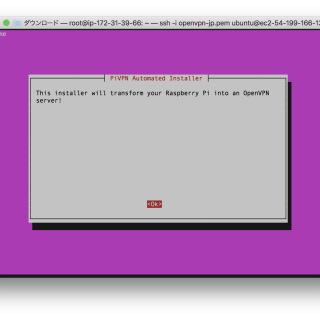 ダウンロード — root@ip-172-31-39-66: ~ — ssh -i openvpn-jp.pem ubuntu@ec2-54-199-166-1
PiVPN Automated Installer
This installer will transform your Raspberry Pi into an OpenVPN
server!
<Ok>